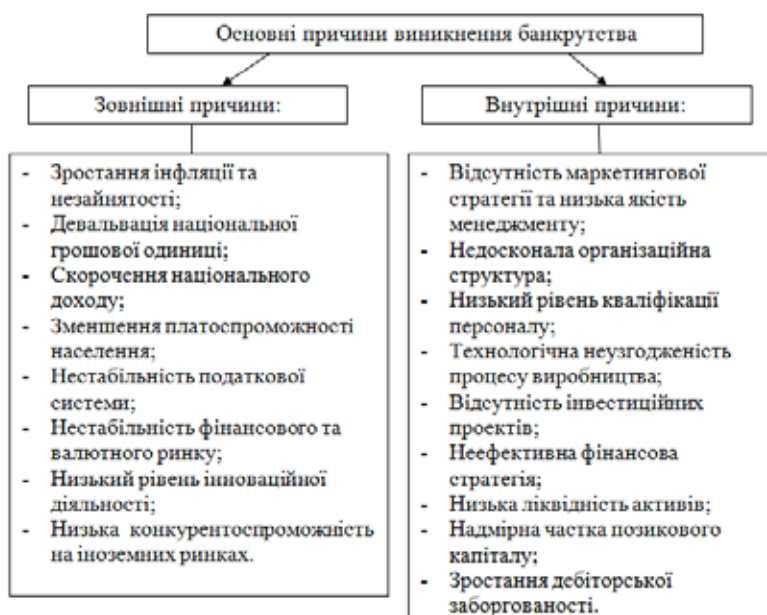 Основні причини виникнення банкрутства
Зовнішні причини:
- Зростання інфляції та
незайнятості;
- Девальвація національної
грошової одиниці;
- Скорочення національного
доходу;
- Зменшення платоспроможності
населення;
- Нестабільність податкової
системи;
- Нестабільність фінансового та
валютного ринку;
- Низький рівень інноваційної
діяльності;
- Низька конкурентоспроможність
на іноземних ринках.
Внутрішні причини:
- Відсутність маркетингової
стратегії та низька якість
менеджменту;
- Недосконала організаційна
структура;
- Низький рівень кваліфікації
персоналу;
- Технологічна неузгодженість
процесу виробництва;
- Відсутність інвестиційних
проектів;
- Неефективна фінансова
стратегія;
- Низька ліквідність активів;
- Надмірна частка позикового
капіталу;
- Зростання дебіторської
заборгованості.